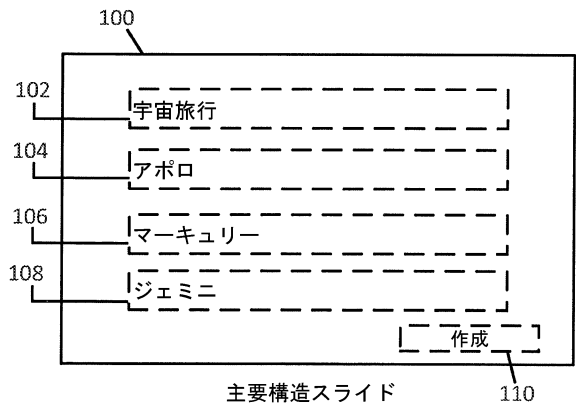 100
102
宇宙旅行
104
アポロ
106
マーキュリー
108
ジェミニ
作成
主要構造スライド
110